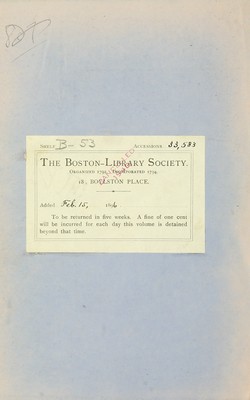 Shelf B-53 Accession 33,533
THE BOSTON-LIBRARY SOCIETY.
ORGANIZED 1792. INCORPORATED 1794.
18, BOYLSTON PLACE.
Added Feb. 15, 189
To be returned in five weeks. A fine of one cent
will be incurred for each day this volume is detained
beyond that time.